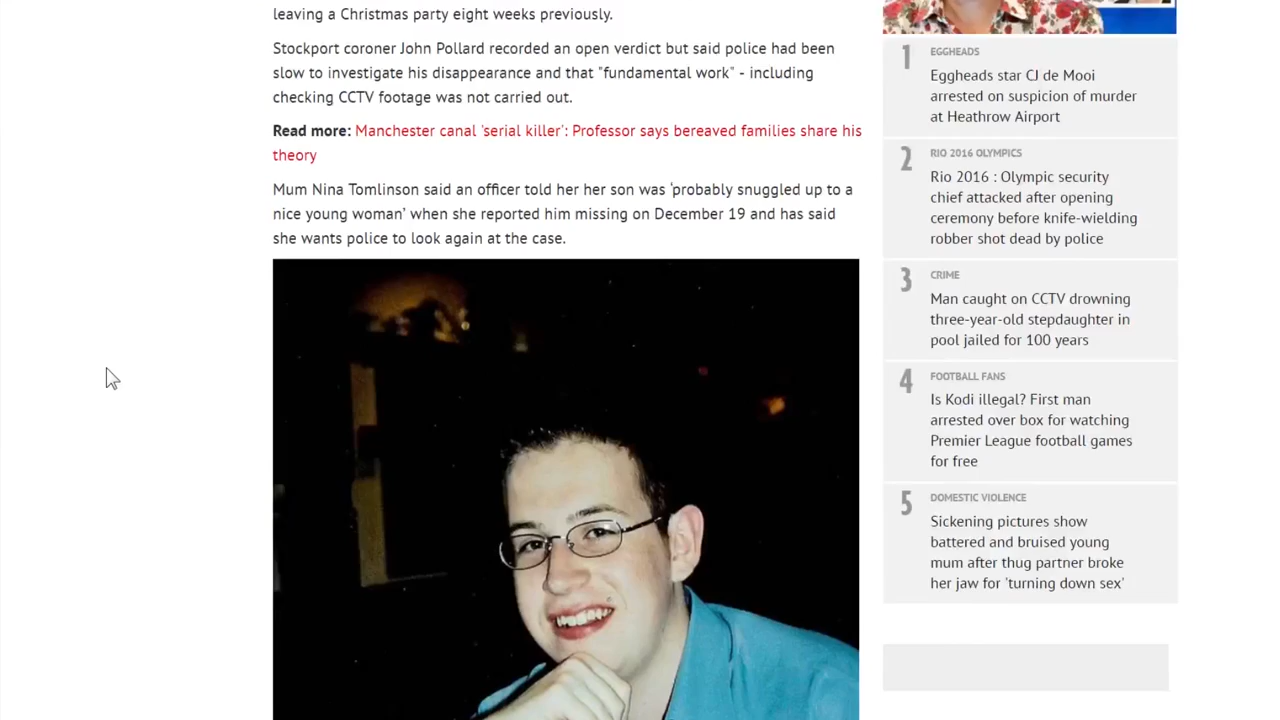 leaving a Christmas party eight weeks previously.
Stockport coroner John Pollard recorded an open verdict but said police had been
slow to investigate his disappearance and that "fundamental work" - including
checking CCTV footage was not carried out.
Read more: Manchester canal 'serial killer': Professor says bereaved families share his
theory
Mum Nina Tomlinson said an officer told her her son was ‘probably snuggled up to a
nice young woman’ when she reported him missing on December 19 and has said
she wants police to look again at the case.
1 EGGHEADS
Eggheads star CJ de Mooi
arrested on suspicion of murder
at Heathrow Airport
2 RIO 2016 OLYMPICS
Rio 2016 : Olympic security
chief attacked after opening
ceremony before knife-wielding
robber shot dead by police
3 CRIME
Man caught on CCTV drowning
three-year-old stepdaughter in
pool jailed for 100 years
4 FOOTBALL FANS
Is Kodi illegal? First man
arrested over box for watching
Premier League football games
for free
5 DOMESTIC VIOLENCE
Sickening pictures show
battered and bruised young
mum after thug partner broke
her jaw for 'turning down sex'